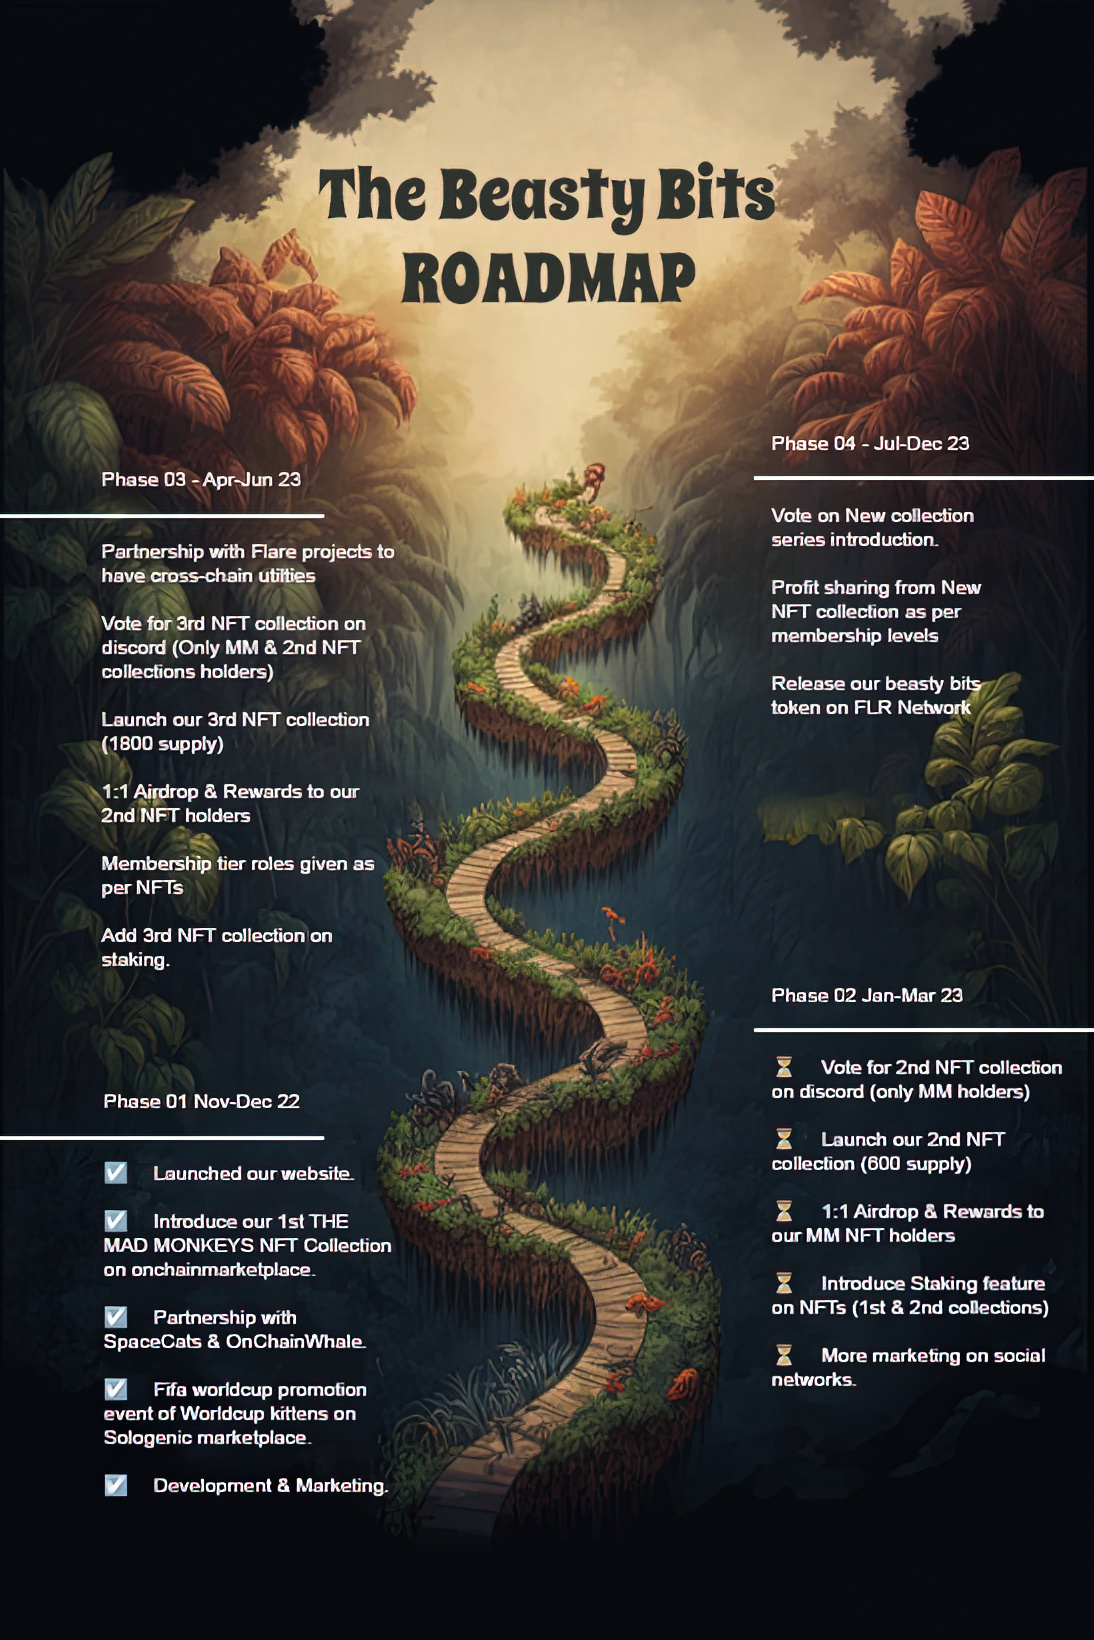 The Beasty Bits
ROADMAP
Phase 03 - Apr-Jun 23
Partnership with Flare projects to
have cross-chain utilties
Vote for 3rd NFT collection on
discord (Only MM & 2nd NFT
collections holders)
Launch our 3rd NFT collection
(1800 supply)
1:1 Airdrop & Rewards to our
2nd NFT holders
Membership tier roles given as
per NFTs
Add 3rd NFT collection on
staking.
Phase 04 - Jul-Dec 23
Vote on New collection
series introduction.
Profit sharing from New
NFT collection as per
membership levels
Release our beasty bits
token on FLR Network
Phase 01 Nov-Dec 22
☑ Launched our website.
☑ Introduce our 1st THE
MAD MONKEYS NFT Collection
on onchainmarketplace.
☑ Partnership with
SpaceCats & OnChainWhale.
☑ Fifa worldcup promotion
event of Worldcup kittens on
Sologenic marketplace.
☑ Development & Marketing.
Phase 02 Jan-Mar 23
⏳ Vote for 2nd NFT collection
on discord (only MM holders)
⏳ Launch our 2nd NFT
collection (600 supply)
⏳ 1:1 Airdrop & Rewards to
our MM NFT holders
⏳ Introduce Staking feature
on NFTs (1st & 2nd collections)
⏳ More marketing on social
networks.